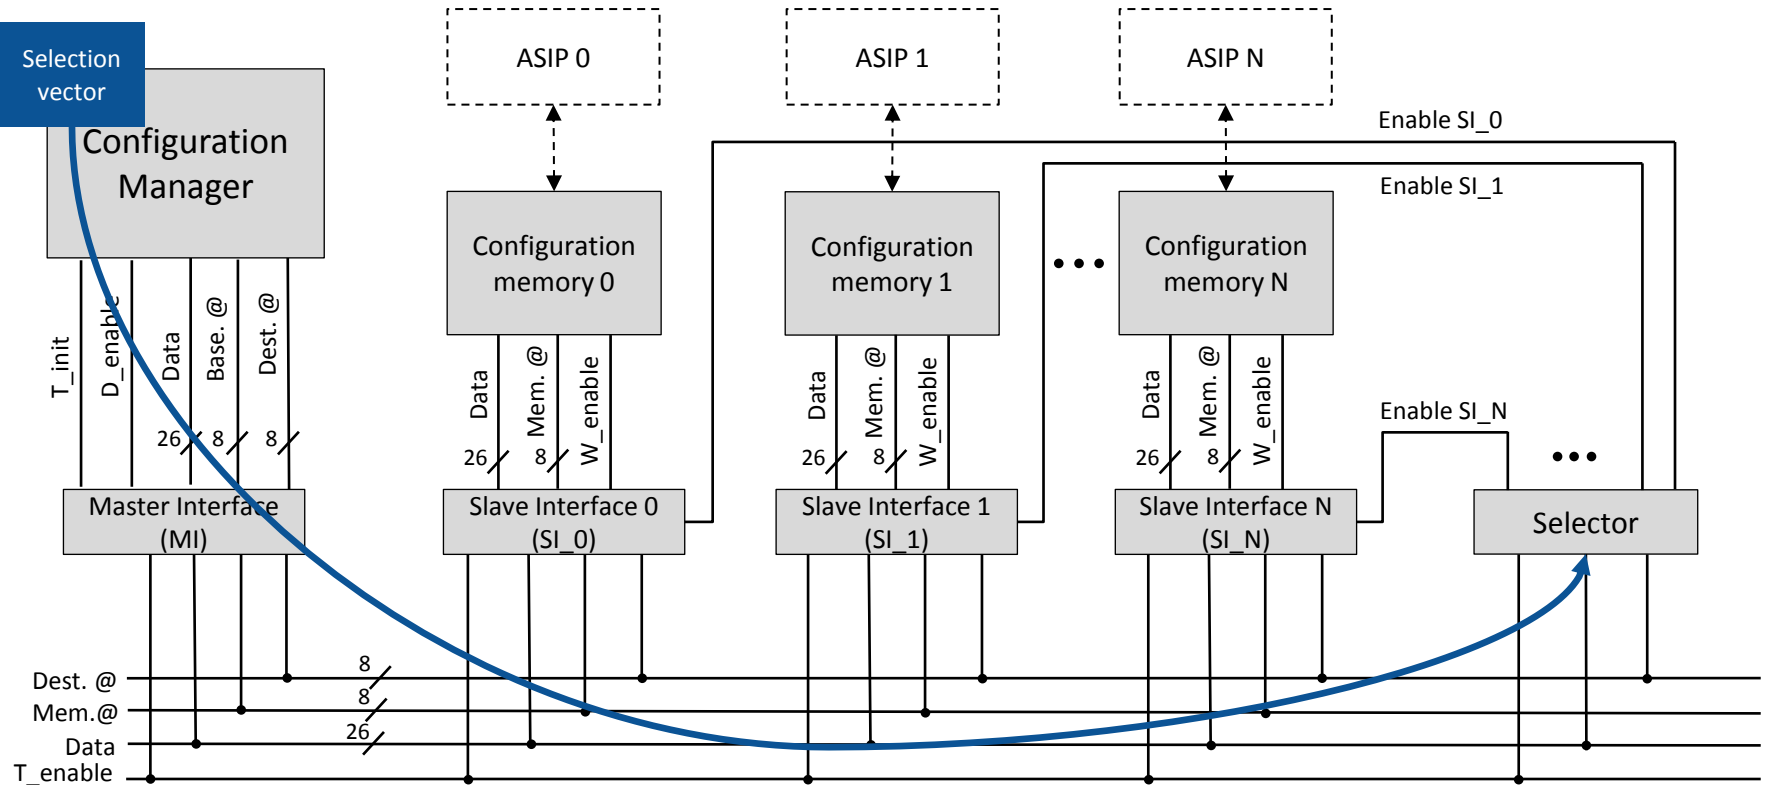 Selection
vector
Configuration
Manager
ASIP 0
ASIP 1
ASIP N
Enable SI_0
Enable SI_1
Configuration
memory 0
Configuration
memory 1
•••
Configuration
memory N
T_init
D_enable
Data
Base. @
Dest. @
26
8
8
Data
Mem. @
W_enable
26
8
Data
Mem. @
W_enable
26
8
Data
Mem. @
W_enable
26
8
Enable SI_N
•••
Master Interface
(MI)
Slave Interface 0
(SI_0)
Slave Interface 1
(SI_1)
Slave Interface N
(SI_N)
Selector
Dest. @
8
Mem.@
8
Data
26
T_enable